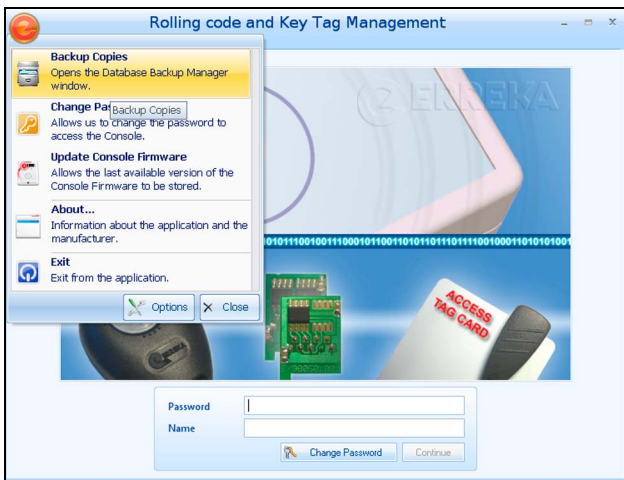 Rolling code and Key Tag Management
Backup Copies
Opens the Database Backup Manager
window.
Backup Copies
Allows us to change the password to
access the Console.
Update Console Firmware
Allows the last available version of the
Console Firmware to be stored.
About...
Information about the application and the
manufacturer.
Exit
Exit from the application.
Options
Close
ERREKA
ACCESS
TAG CARD
ERREKA
Password
Name
Change Password
Continue